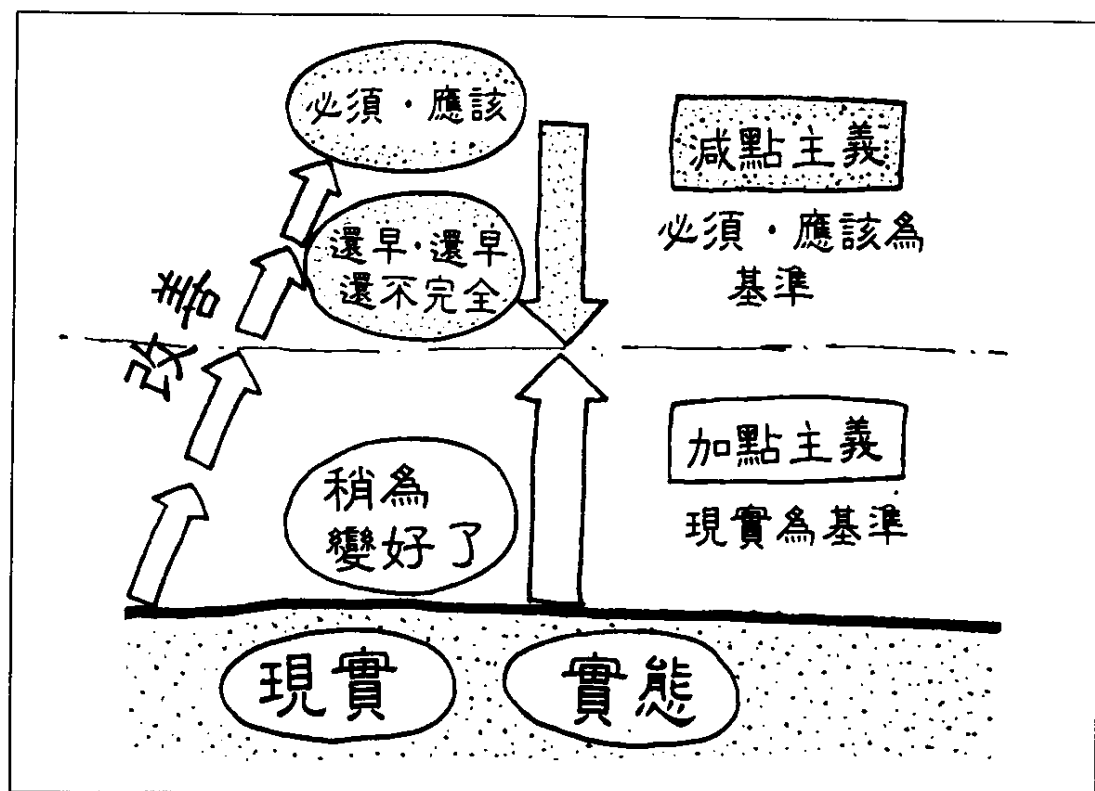 必須·應該
減點主義
還早·還早
還不完全
必須·應該為
基準
改善
稍為
變好了
加點主義
現實為基準
現實
實態